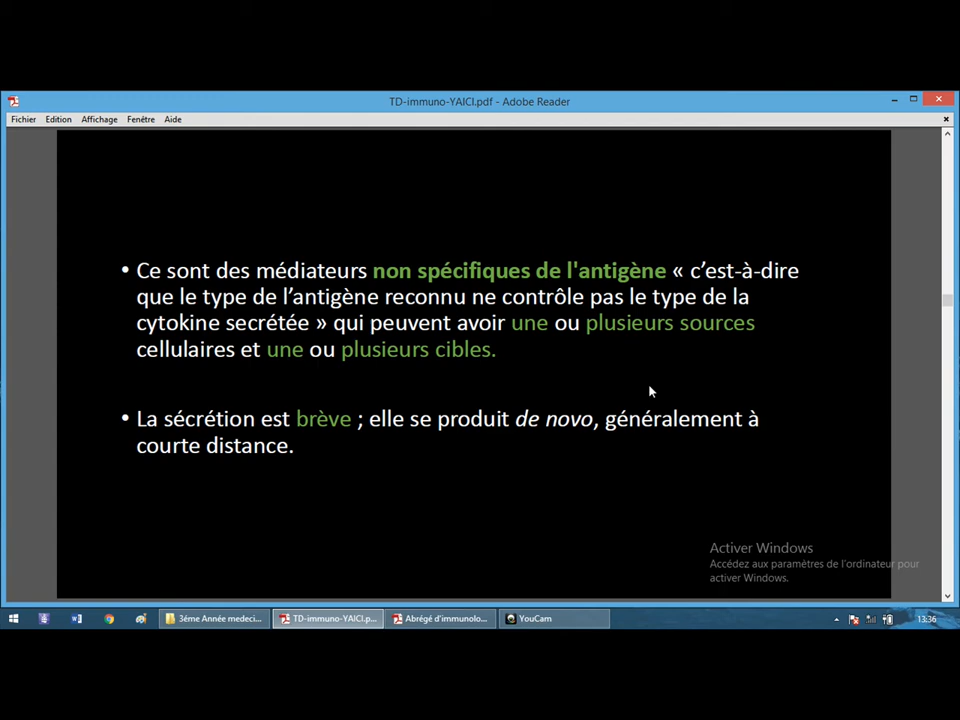 TD-immuno-YAICI.pdf - Adobe Reader
Fichier Edition Affichage Fenêtre Aide
• Ce sont des médiateurs non spécifiques de l'antigène « c’est-à-dire
que le type de l’antigène reconnu ne contrôle pas le type de la
cytokine secrétée » qui peuvent avoir une ou plusieurs sources
cellulaires et une ou plusieurs cibles.
• La sécrétion est brève ; elle se produit de novo, généralement à
courte distance.
Activer Windows
Accédez aux paramètres de l'ordinateur pour
activer Windows.
3éme Année medeci... TD-immuno-YAICI.p... Abrégé d'immunolo... YouCam 13:36